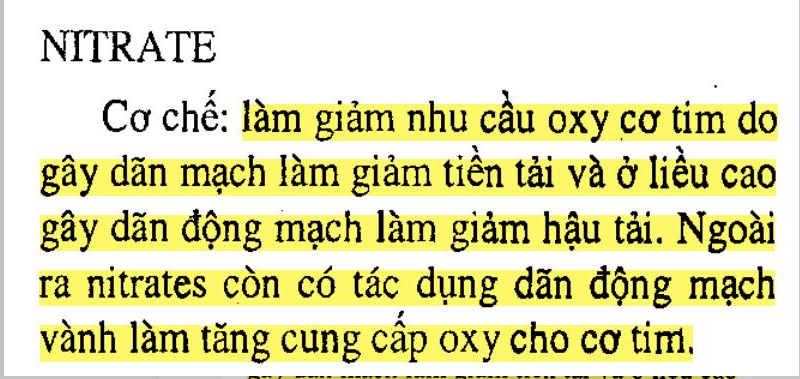 NITRATE
Cơ chế: làm giảm nhu cầu oxy cơ tim do
gây dãn mạch làm giảm tiền tải và ở liều cao
gây dãn động mạch làm giảm hậu tải. Ngoài
ra nitrates còn có tác dụng dãn động mạch
vành làm tăng cung cấp oxy cho cơ tim.